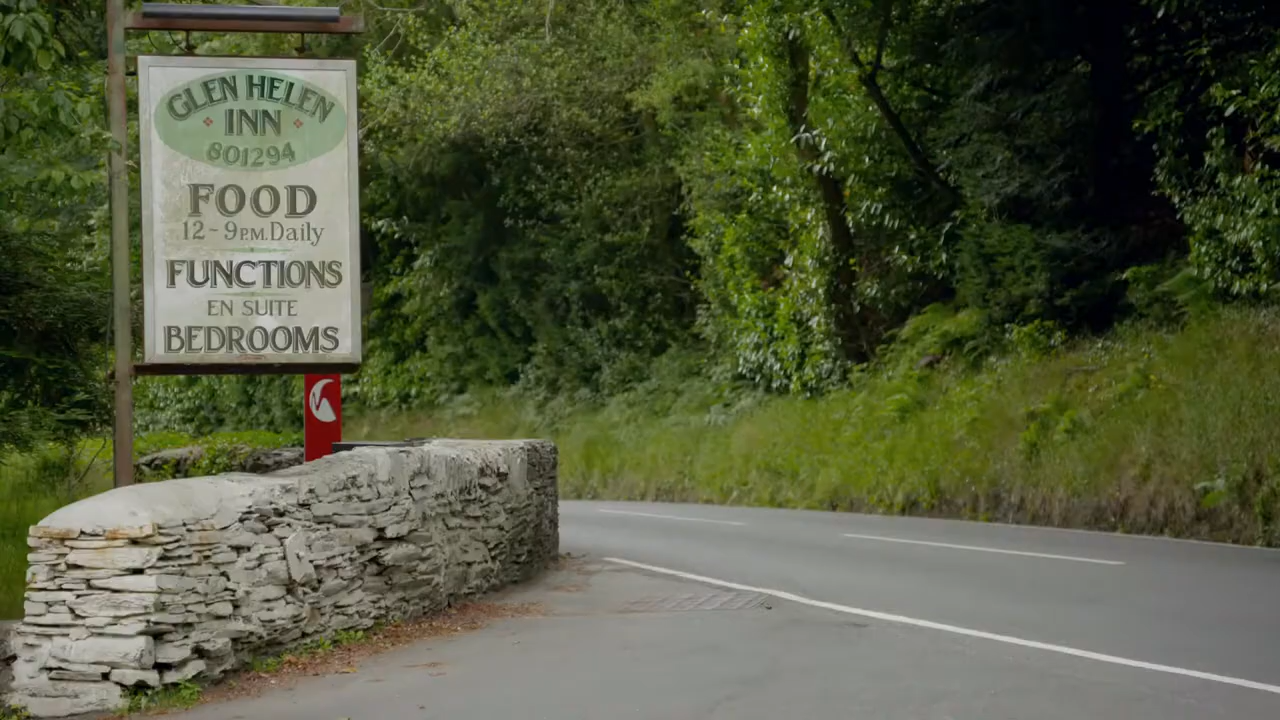 GLEN HELEN
INN
801294
FOOD
12 - 9 P.M. Daily
FUNCTIONS
EN SUITE
BEDROOMS